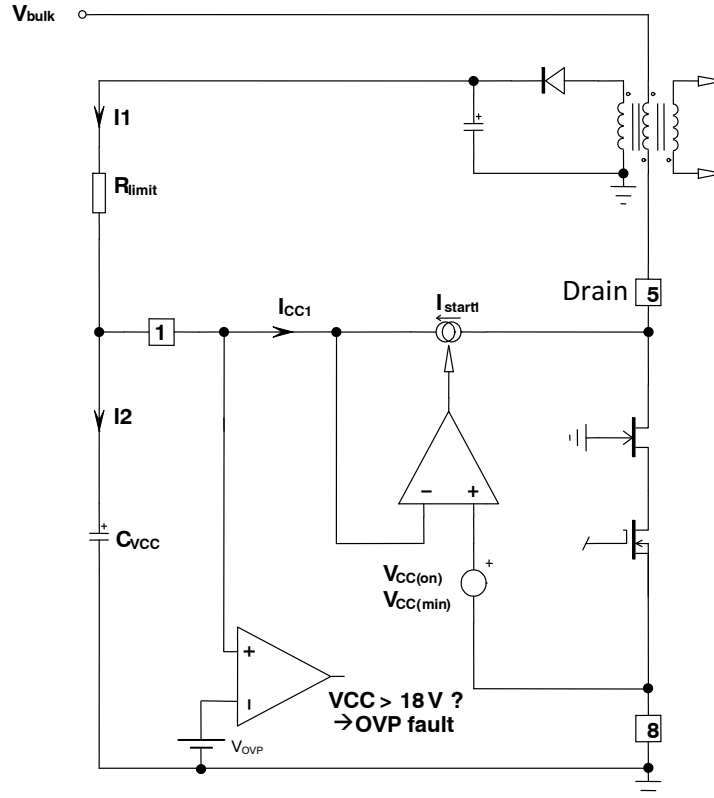 Vbulk
I1
Rlimit
Drain 5
ICC1
Istart1
1
I2
CVCC
VCC(on)
VCC(min)
VCC > 18 V ?
→OVP fault
VOVP
8